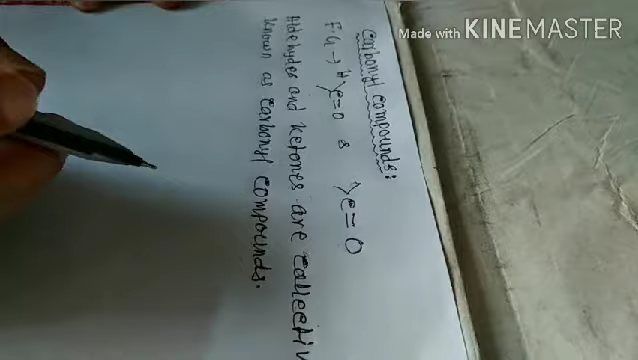 Carbonyl compounds:
F.G → H>C=O & >C=O
Aldehydes and ketones are collectiv
known as carbonyl compounds.
Made with KINEMASTER